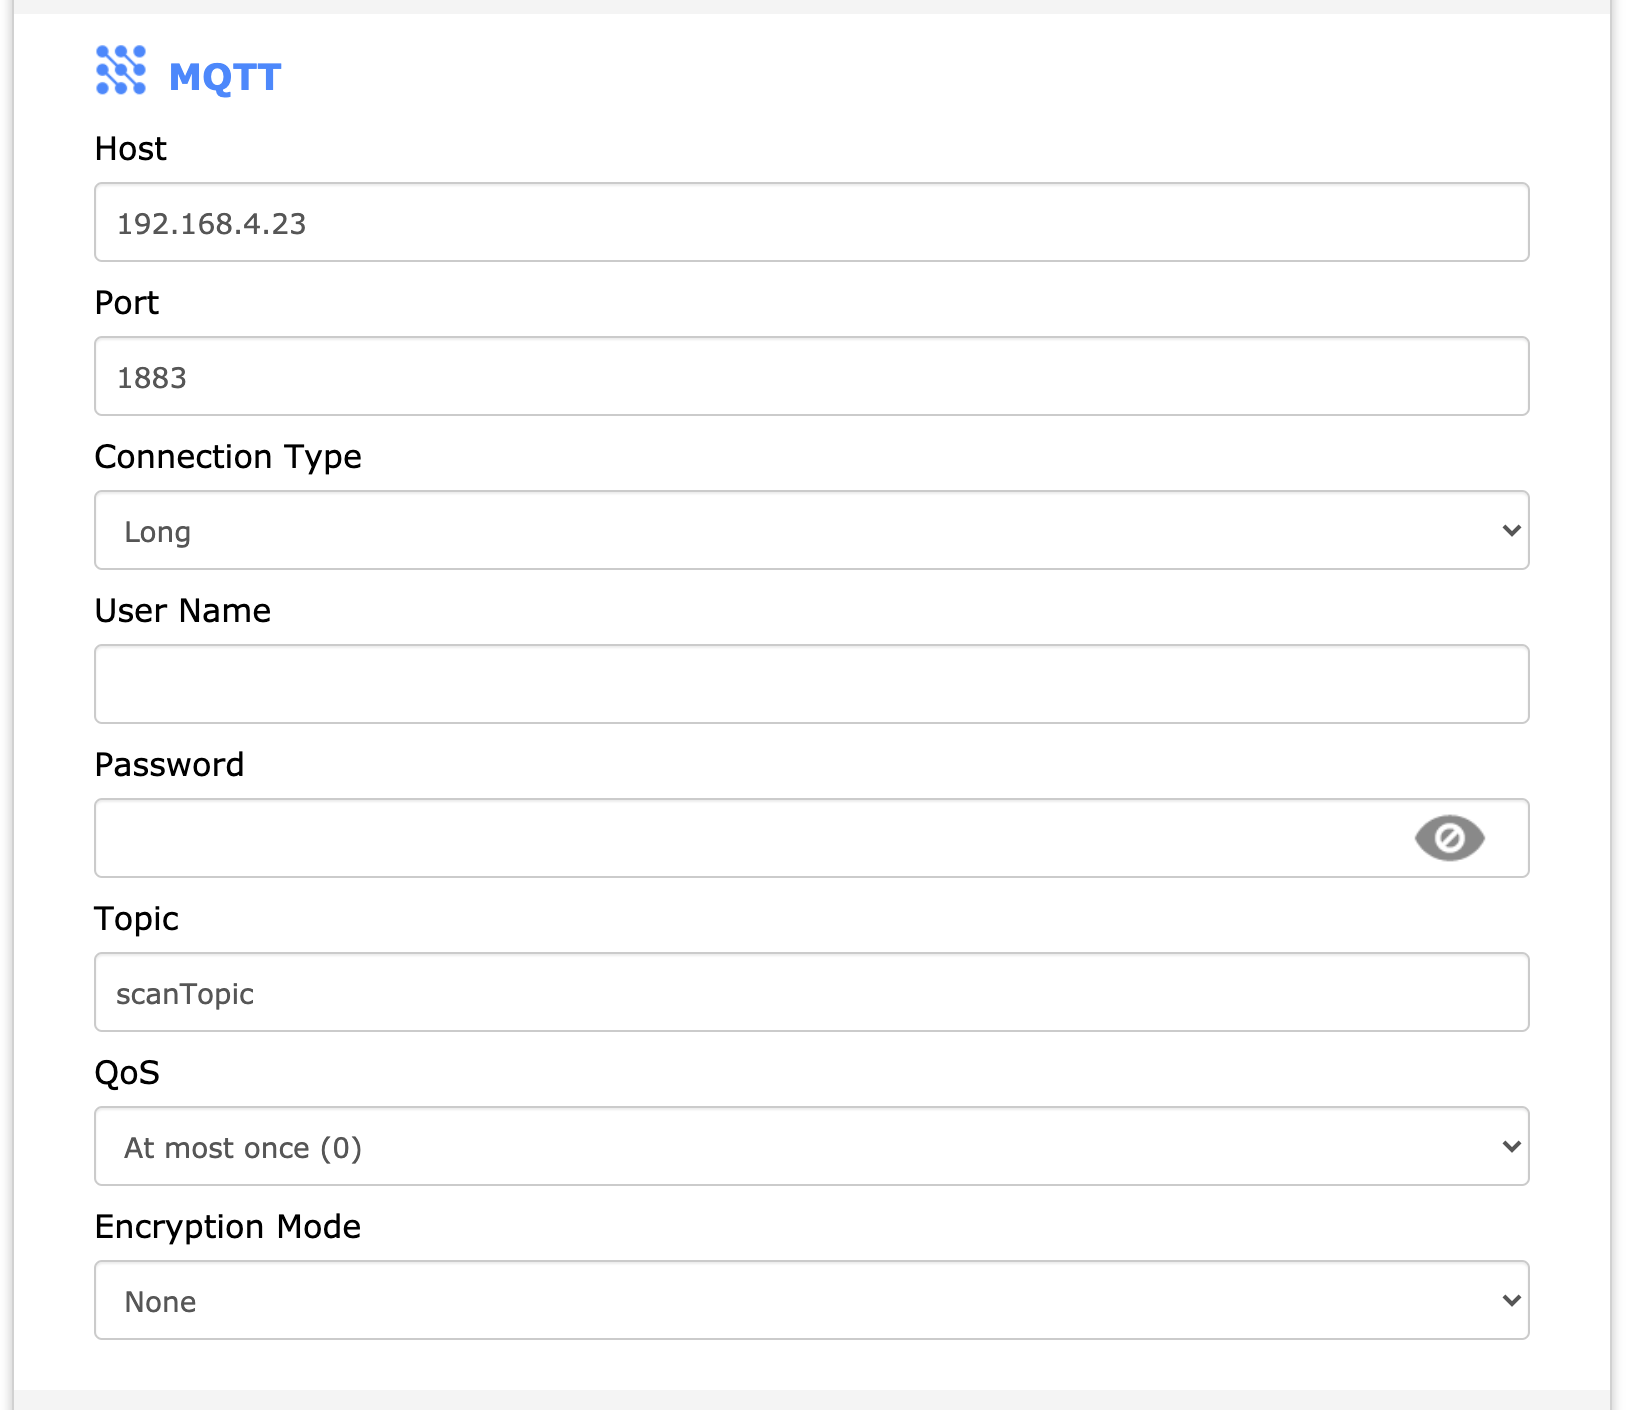 MQTT
Host
192.168.4.23
Port
1883
Connection Type
Long
User Name
Password
Topic
scanTopic
QoS
At most once (0)
Encryption Mode
None